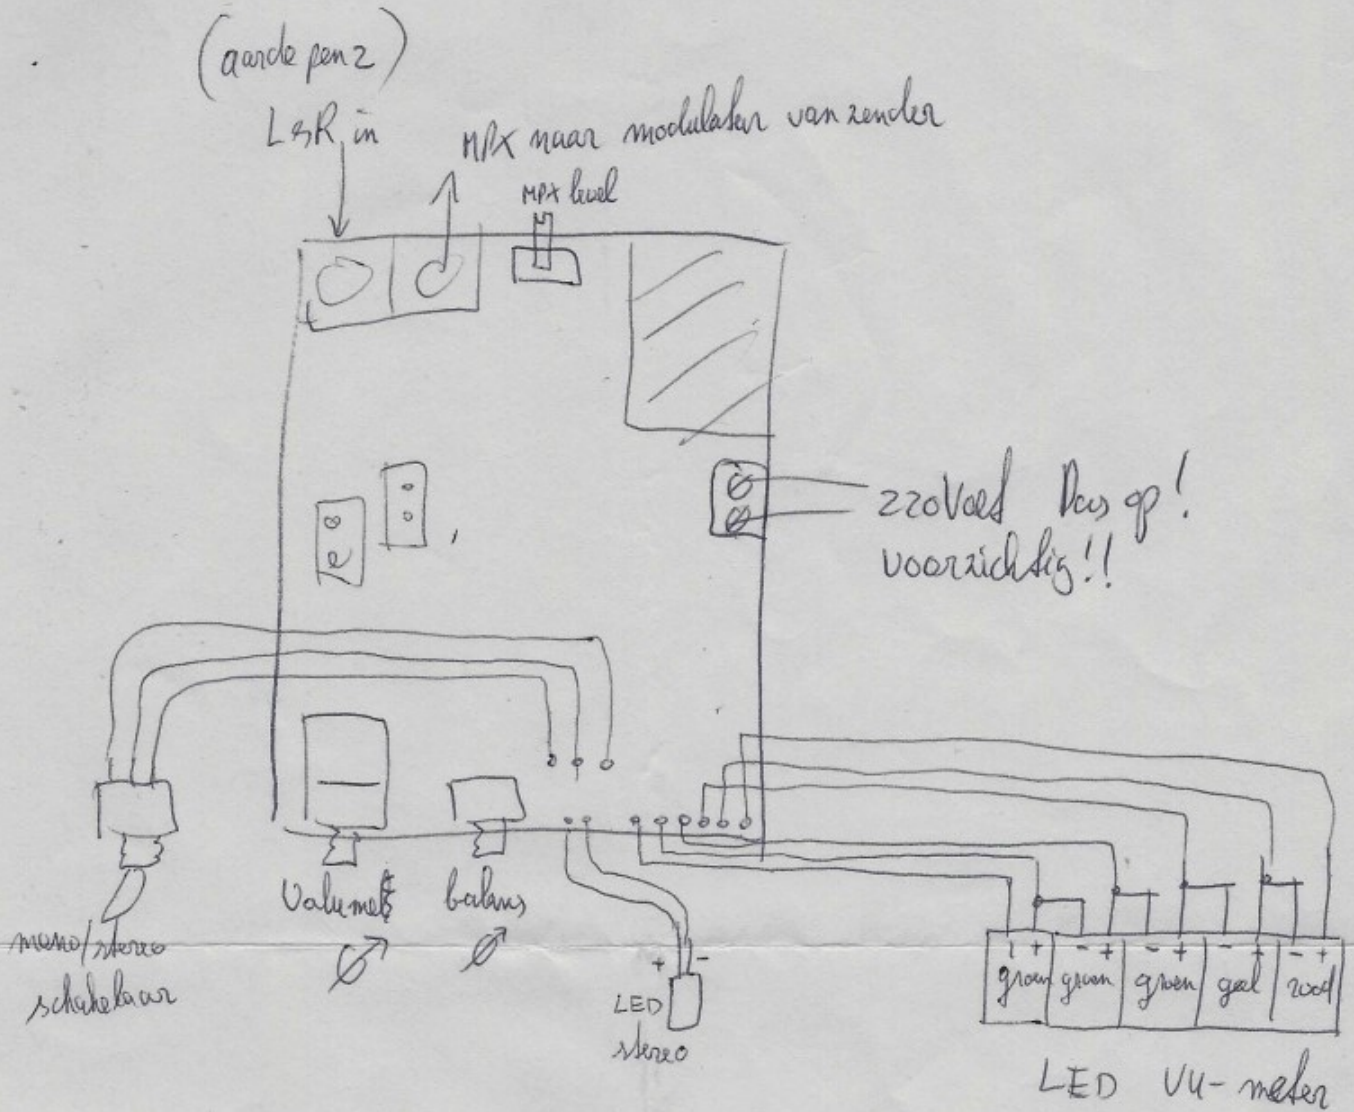 (aarde pen 2)
L & R in
MPX naar modulator van zender
MPX level
220Volt Pas op!
voorzichtig!!
Volume
balans
mono/stereo
schakelaar
+ -
LED
stereo
- + - + - + - + - +
groen groen groen geel rood
LED VU-meter